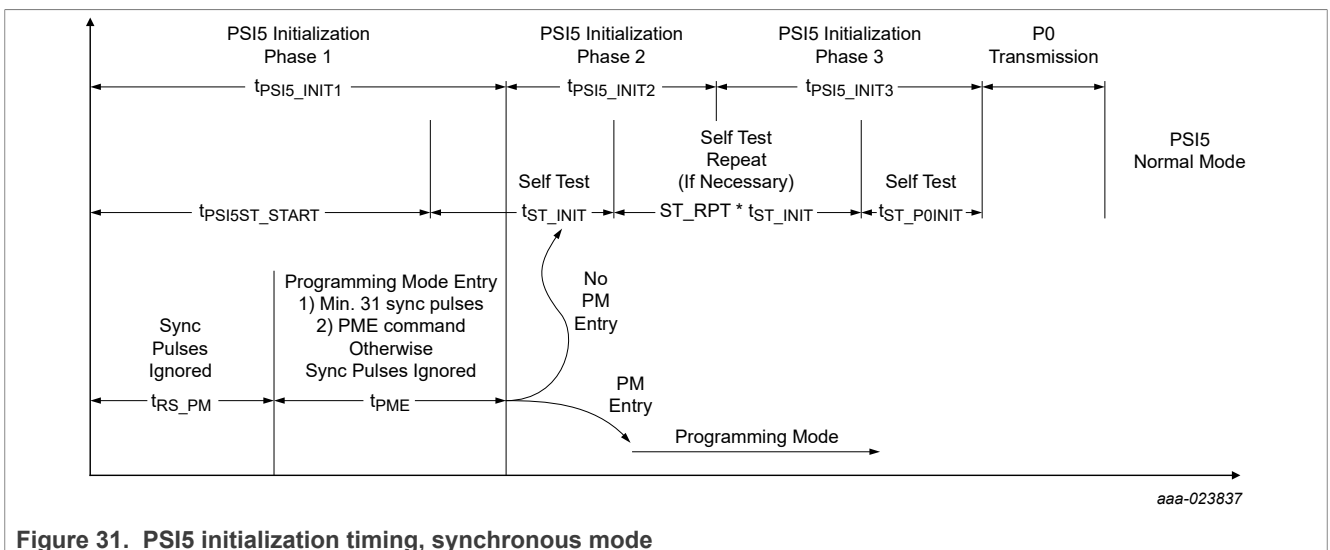 PSI5 Initialization
Phase 1
PSI5 Initialization
Phase 2
PSI5 Initialization
Phase 3
P0
Transmission
tPSI5_INIT1
tPSI5_INIT2
tPSI5_INIT3
PSI5
Normal Mode
Self Test
Repeat
(If Necessary)
Self Test
Self Test
tPSI5ST_START
tST_INIT
ST_RPT * tST_INIT
tST_P0INIT
Programming Mode Entry
1) Min. 31 sync pulses
2) PME command
Otherwise
Sync Pulses Ignored
Sync
Pulses
Ignored
No
PM
Entry
tRS_PM
tPME
PM
Entry
Programming Mode
aaa-023837
Figure 31. PSI5 initialization timing, synchronous mode